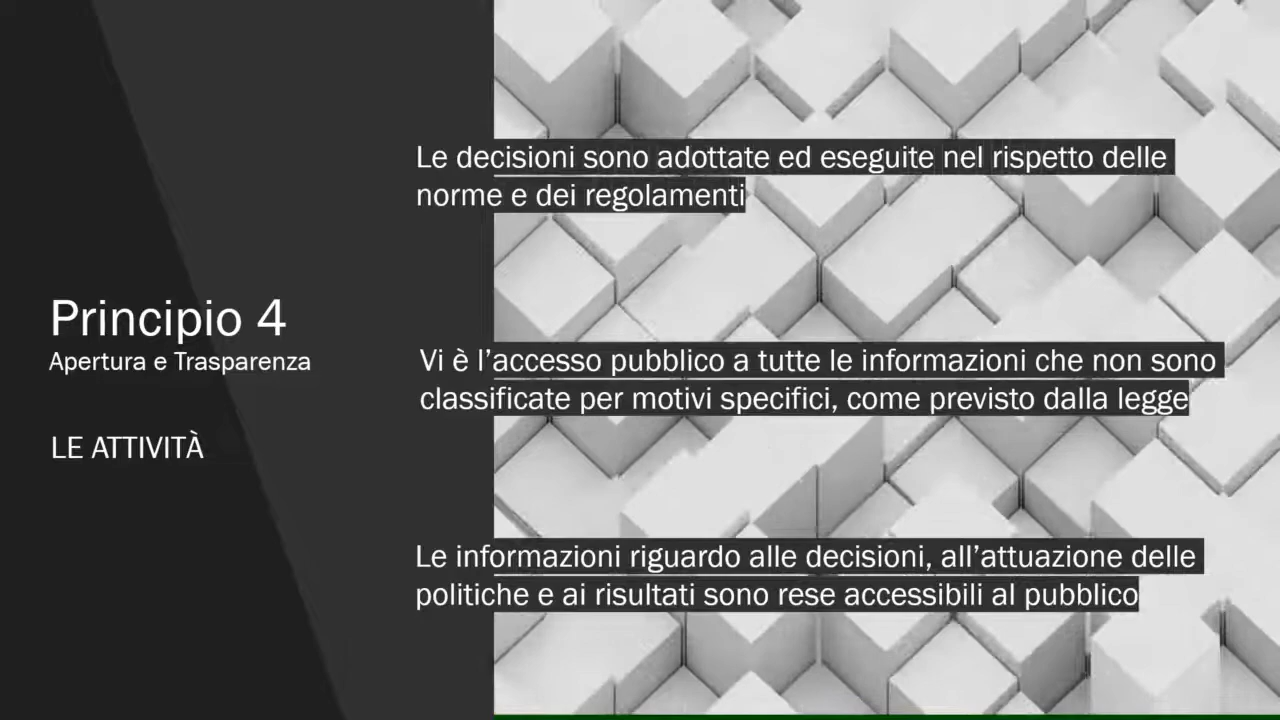 Principio 4
Apertura e Trasparenza
LE ATTIVITÀ
Le decisioni sono adottate ed eseguite nel rispetto delle
norme e dei regolamenti
Vi è l’accesso pubblico a tutte le informazioni che non sono
classificate per motivi specifici, come previsto dalla legge
Le informazioni riguardo alle decisioni, all’attuazione delle
politiche e ai risultati sono rese accessibili al pubblico